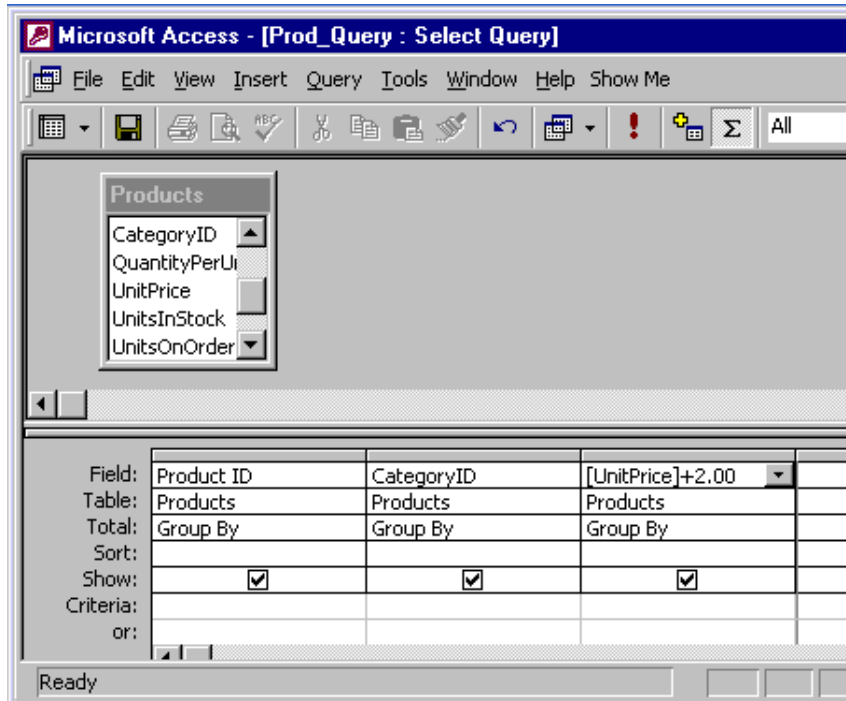 Microsoft Access - [Prod_Query : Select Query]
File Edit View Insert Query Tools Window Help Show Me
ABC Σ All
Products
CategoryID
QuantityPerU
UnitPrice
UnitsInStock
UnitsOnOrder
Field: Product ID CategoryID [UnitPrice]+2.00
Table: Products Products Products
Total: Group By Group By Group By
Sort:
Show:
Criteria:
or:
Ready